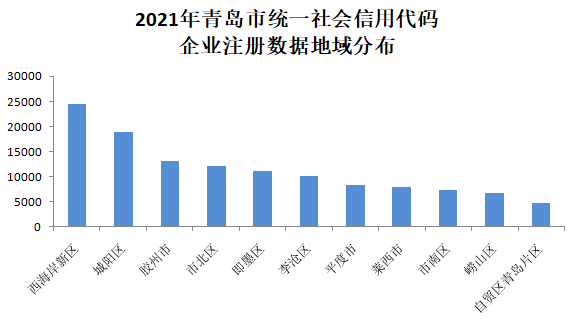 2021年青岛市统一社会信用代码
企业注册数据地域分布
30000
25000
20000
15000
10000
5000
0
西海岸新区
城阳区
胶州市
市北区
即墨区
李沧区
平度市
莱西市
市南区
崂山区
自贸区青岛片区